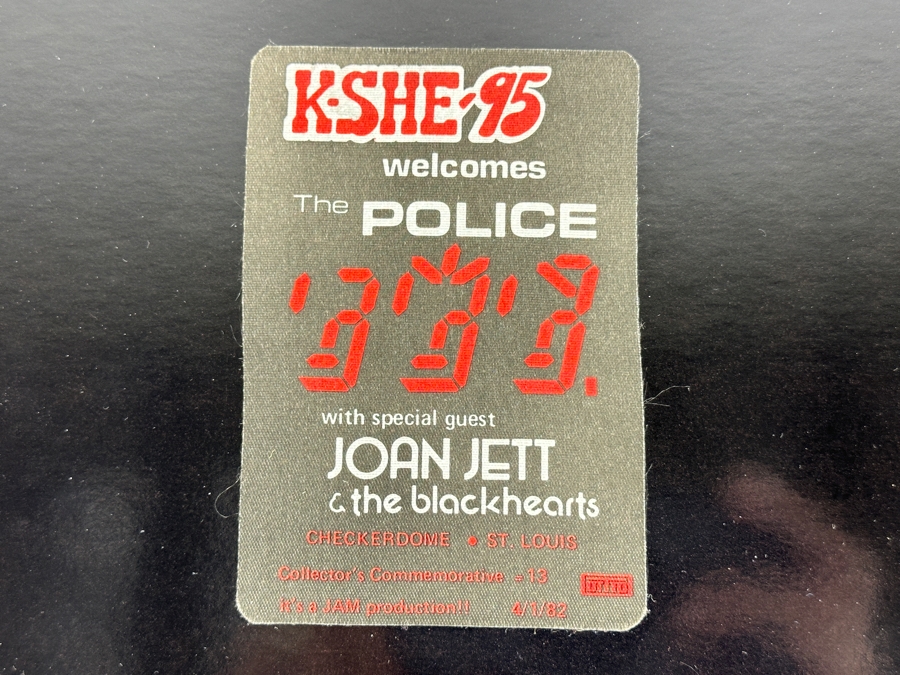 K-SHE-95
welcomes
The POLICE
with special guest
JOAN JETT
& the blackhearts
CHECKERDOME • ST. LOUIS
Collector's Commemorative #13
it's a JAM production!!
4/1/82